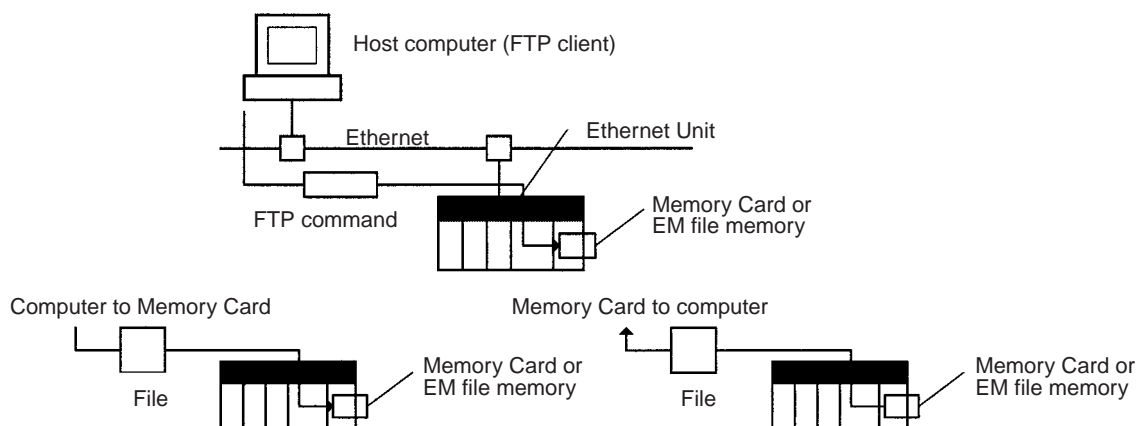 Host computer (FTP client)
Ethernet
Ethernet Unit
FTP command
Memory Card or
EM file memory
Computer to Memory Card
Memory Card to computer
File
Memory Card or
EM file memory
File
Memory Card or
EM file memory